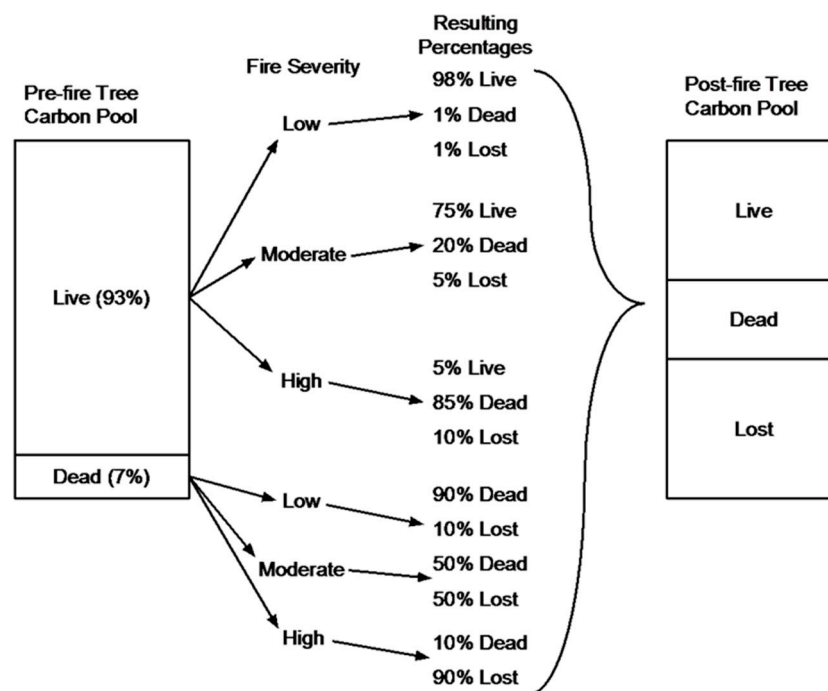 Pre-fire Tree
Carbon Pool
Live (93%)
Dead (7%)
Fire Severity
Low
Moderate
High
Low
Moderate
High
Resulting
Percentages
98% Live
1% Dead
1% Lost
75% Live
20% Dead
5% Lost
5% Live
85% Dead
10% Lost
90% Dead
10% Lost
50% Dead
50% Lost
10% Dead
90% Lost
Post-fire Tree
Carbon Pool
Live
Dead
Lost